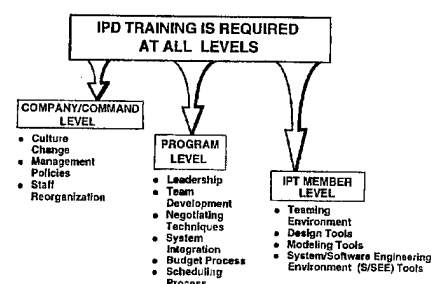 IPD TRAINING IS REQUIRED
AT ALL LEVELS
COMPANY/COMMAND
LEVEL
• Culture
Change
• Management
Policies
• Staff
Reorganization
PROGRAM
LEVEL
• Leadership
• Team
Development
• Negotiating
Techniques
• System
Integration
• Budget Process
• Scheduling
Process
IPT MEMBER
LEVEL
• Teaming
Environment
• Design Tools
• Modeling Tools
• System/Software Engineering
Environment (S/SEE) Tools